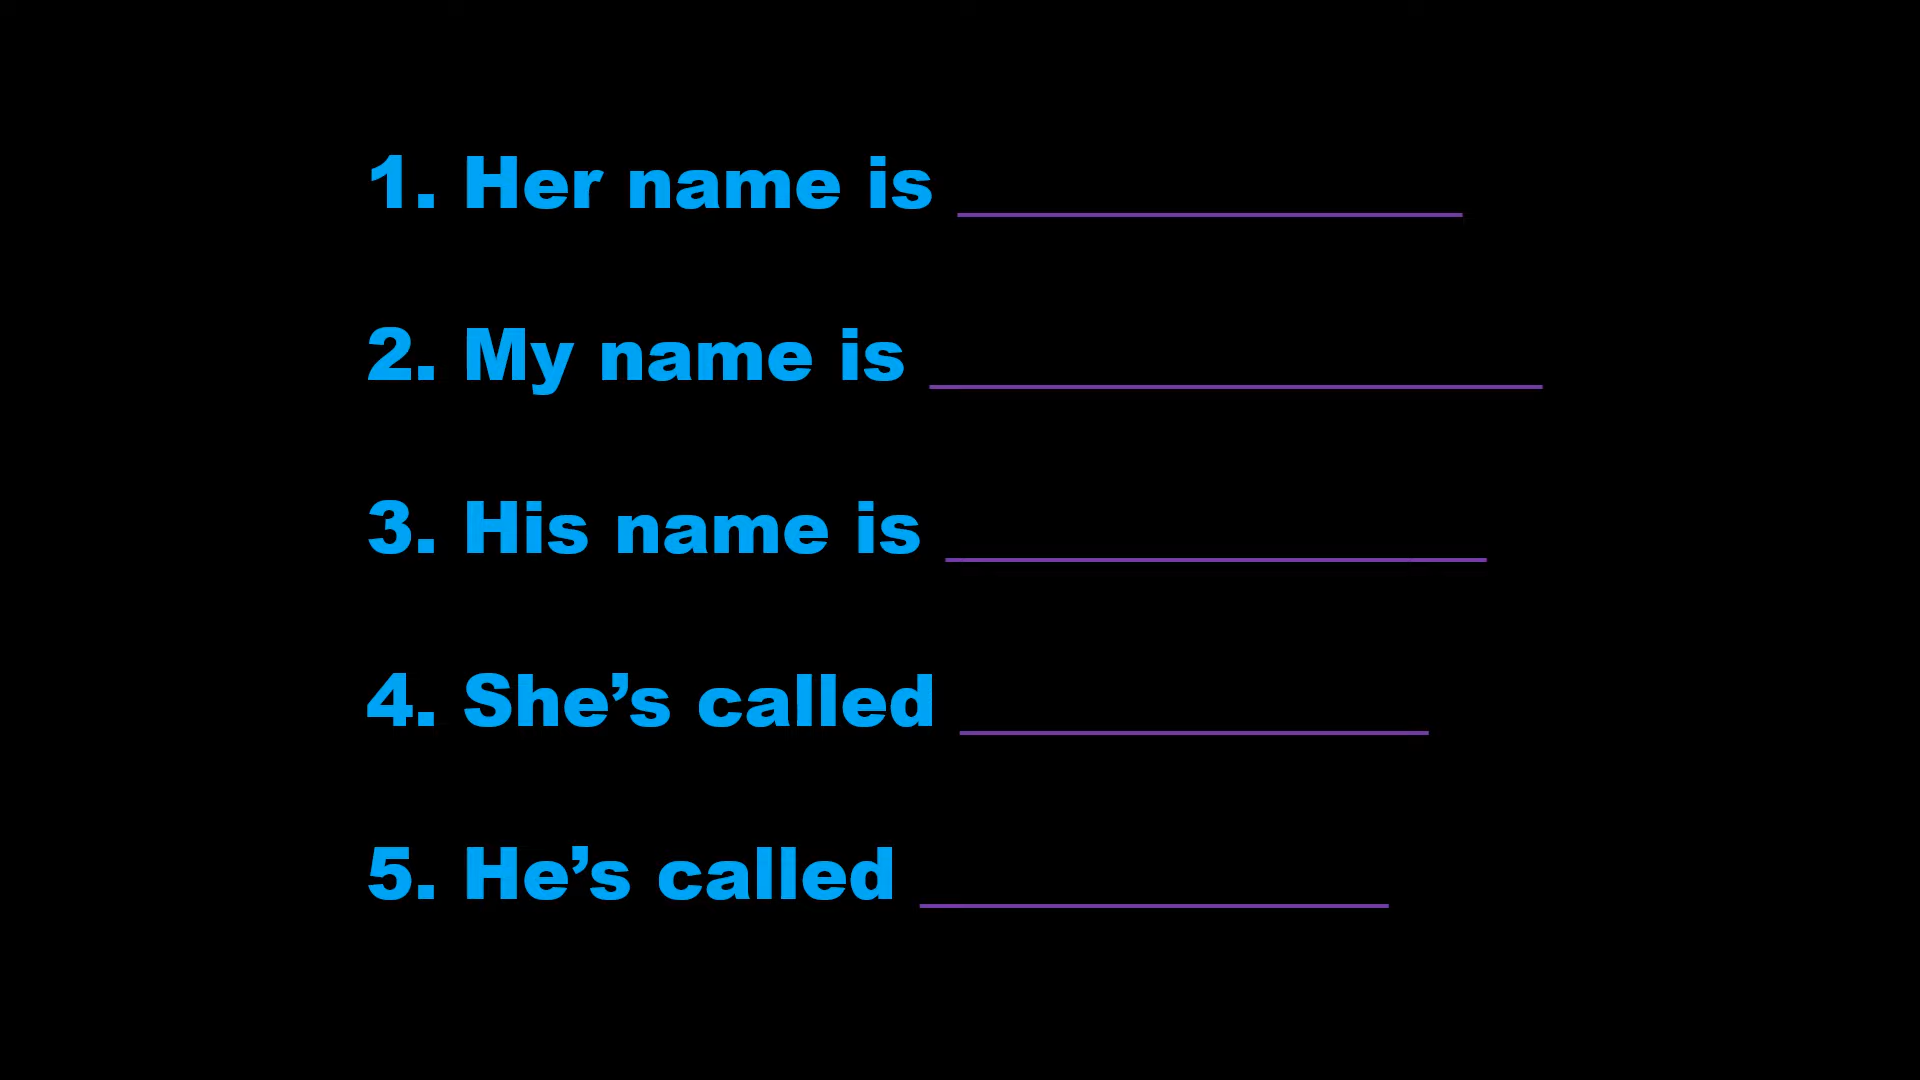 1. Her name is ______________
2. My name is _________________
3. His name is _______________
4. She’s called _____________
5. He’s called _____________